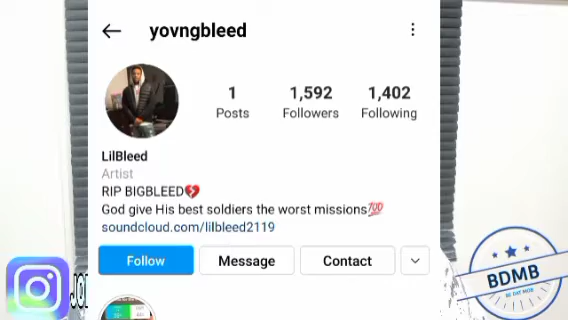 yovngbleed
1 1,592 1,402
Posts Followers Following
LilBleed
Artist
RIP BIGBLEED💔
God give His best soldiers the worst missions💯
soundcloud.com/lilbleed2119
Follow Message Contact
BDMB